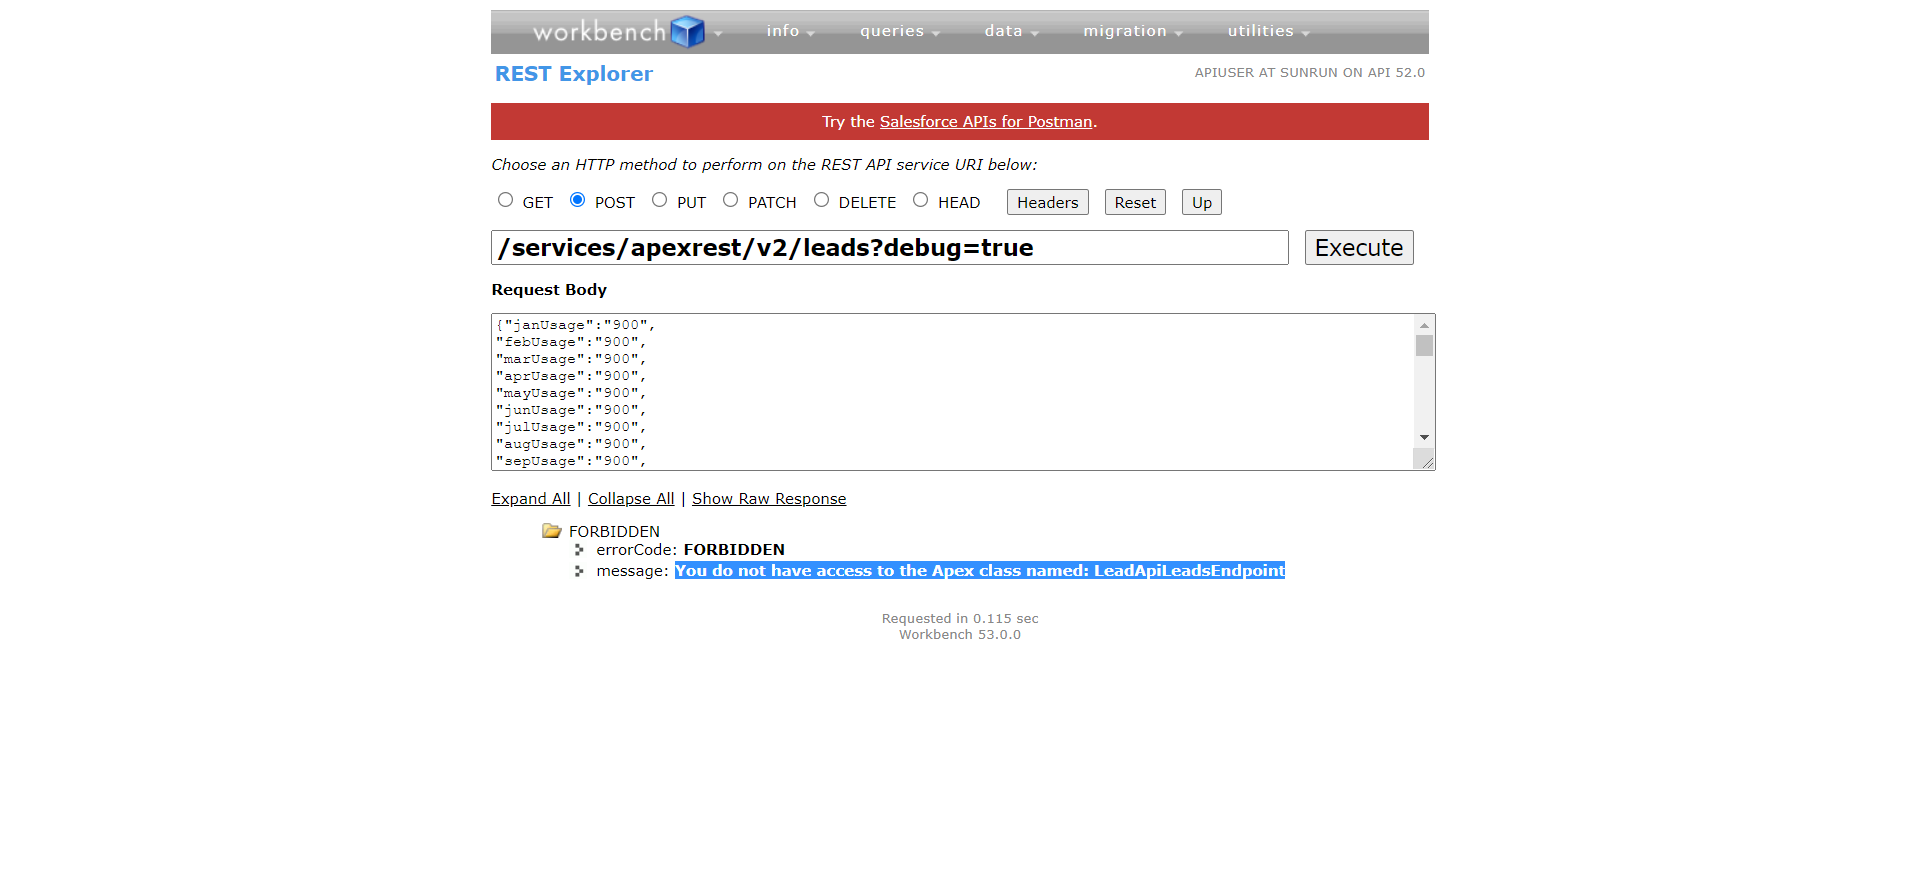 workbench info queries data migration utilities
REST Explorer APIUSER AT SUNRUN ON API 52.0
Try the Salesforce APIs for Postman.
Choose an HTTP method to perform on the REST API service URI below:
GET POST PUT PATCH DELETE HEAD Headers Reset Up
/services/apexrest/v2/leads?debug=true Execute
Request Body
{"janUsage":"900",
"febUsage":"900",
"marUsage":"900",
"aprUsage":"900",
"mayUsage":"900",
"junUsage":"900",
"julUsage":"900",
"augUsage":"900",
"sepUsage":"900",
Expand All | Collapse All | Show Raw Response
FORBIDDEN
errorCode: FORBIDDEN
message: You do not have access to the Apex class named: LeadApiLeadsEndpoint
Requested in 0.115 sec
Workbench 53.0.0